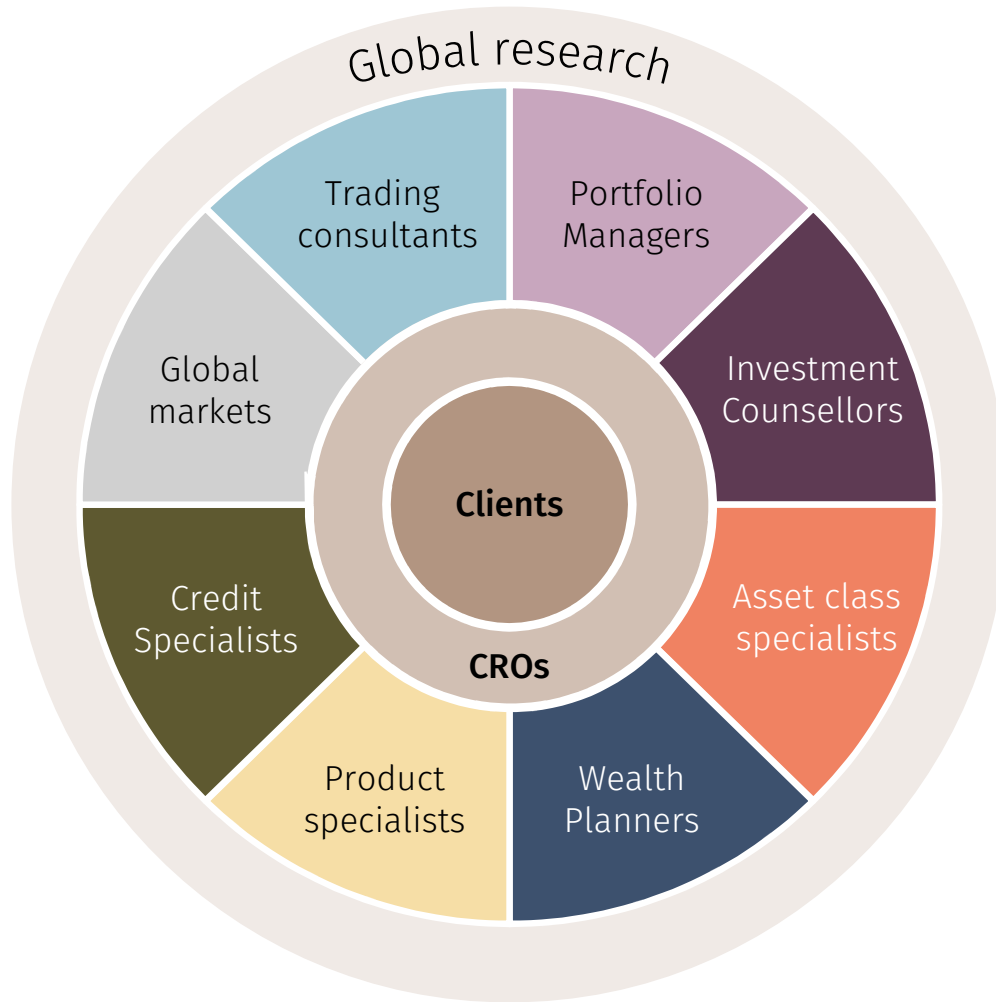 Global research
Trading
consultants
Portfolio
Managers
Global
markets
Investment
Counsellors
Clients
Credit
Specialists
Asset class
specialists
CROs
Product
specialists
Wealth
Planners